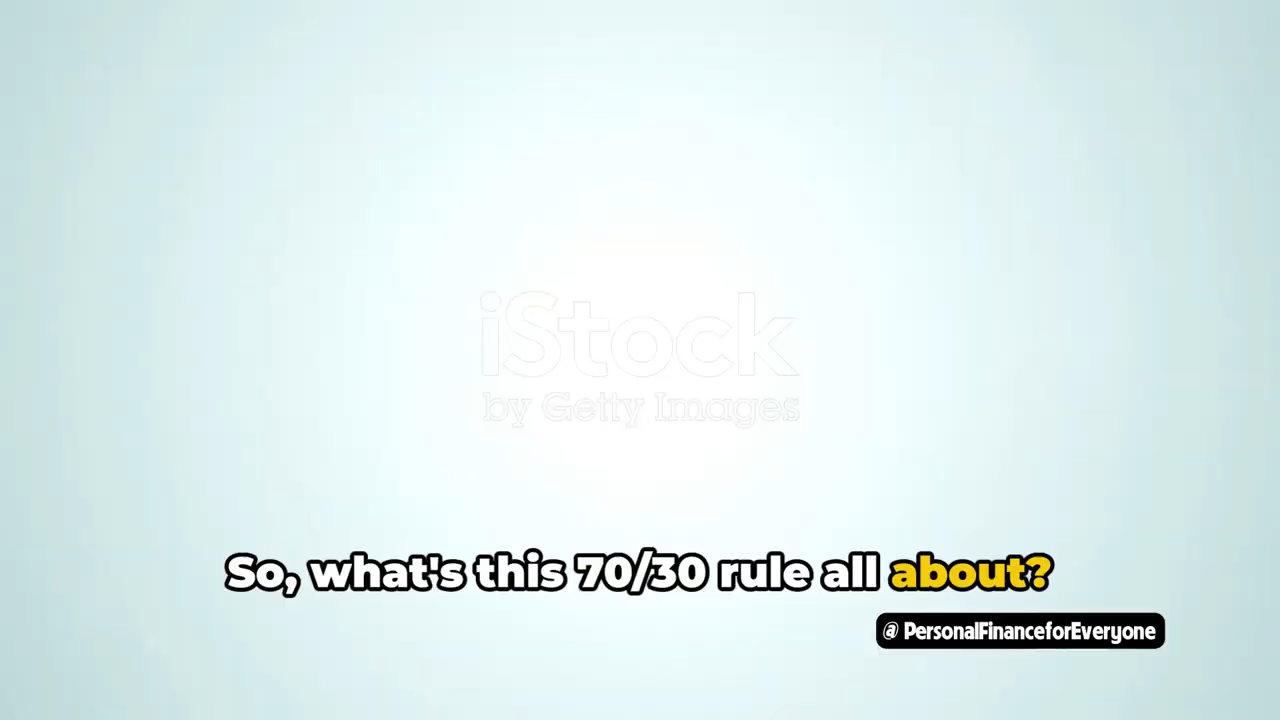 iStock
by Getty Images
So, what's this 70/30 rule all about?
@ PersonalFinanceforEveryone